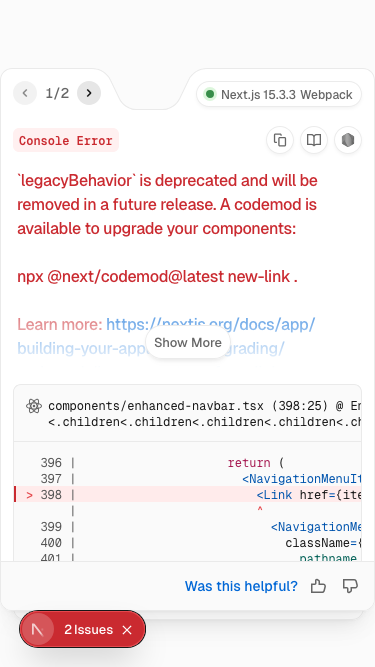 1/2
Next.js 15.3.3 Webpack
Console Error
`legacyBehavior` is deprecated and will be
removed in a future release. A codemod is
available to upgrade your components:
npx @next/codemod@latest new-link .
Learn more: https://nextjs.org/docs/app/
building-your-app
grading/
Show More
components/enhanced-navbar.tsx (398:25) @ En
<.children<.children<.children<.children<.ch
396 | return (
397 | <NavigationMenuIt
> 398 | <Link href={ite
| ^
399 | <NavigationMe
400 | className={
401 | pathname
Was this helpful?
2 Issues